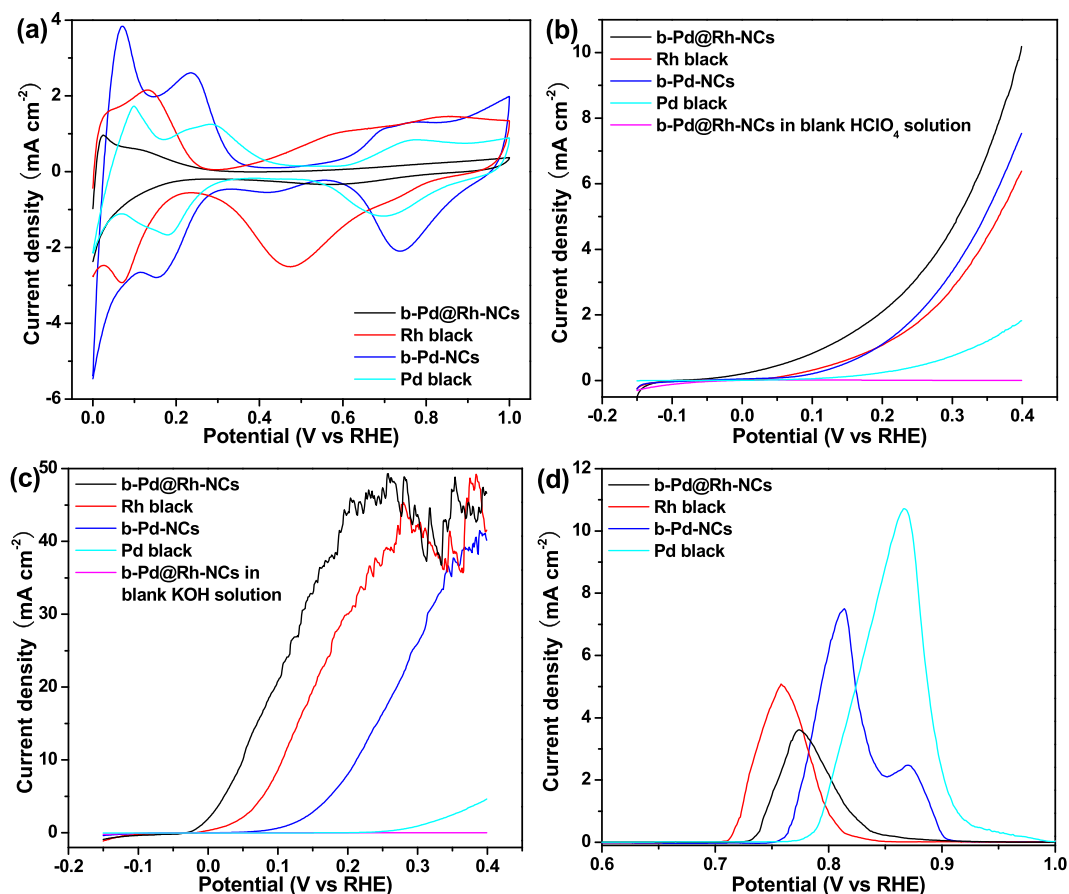 (a)
4
2
0
-2
-4
-6
Current density (mA cm-2)
b-Pd@Rh-NCs
Rh black
b-Pd-NCs
Pd black
0.0 0.2 0.4 0.6 0.8 1.0
Potential (V vs RHE)
(b)
10
8
6
4
2
0
Current density (mA cm-2)
b-Pd@Rh-NCs
Rh black
b-Pd-NCs
Pd black
b-Pd@Rh-NCs in blank HClO4 solution
-0.2 -0.1 0.0 0.1 0.2 0.3 0.4
Potential (V vs RHE)
(c)
50
40
30
20
10
0
Current density (mA cm-2)
b-Pd@Rh-NCs
Rh black
b-Pd-NCs
Pd black
b-Pd@Rh-NCs in
blank KOH solution
-0.2 -0.1 0.0 0.1 0.2 0.3 0.4
Potential (V vs RHE)
(d)
12
10
8
6
4
2
0
Current density (mA cm-2)
b-Pd@Rh-NCs
Rh black
b-Pd-NCs
Pd black
0.6 0.7 0.8 0.9 1.0
Potential (V vs RHE)